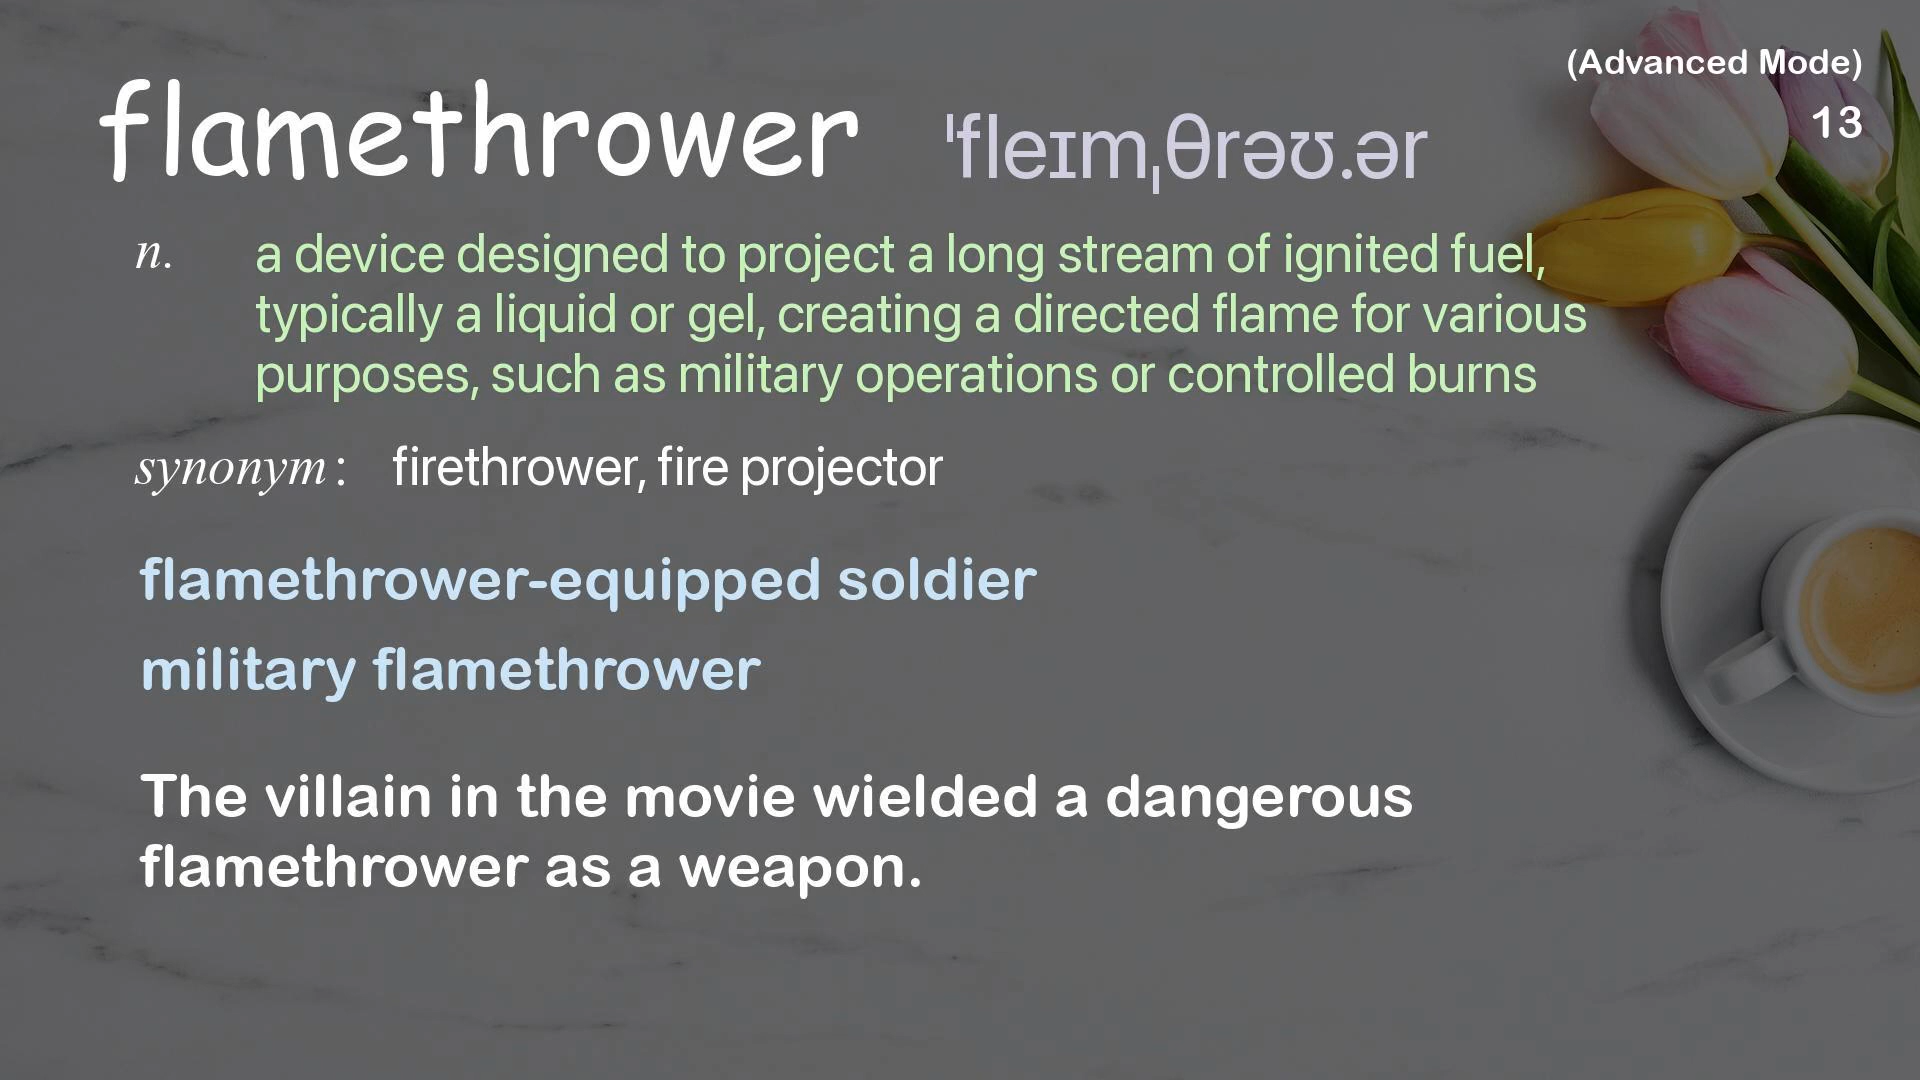 (Advanced Mode)
flamethrower ˈfleɪmˌθrəʊ.ər
13
n. a device designed to project a long stream of ignited fuel,
typically a liquid or gel, creating a directed flame for various
purposes, such as military operations or controlled burns
synonym : firethrower, fire projector
flamethrower-equipped soldier
military flamethrower
The villain in the movie wielded a dangerous
flamethrower as a weapon.